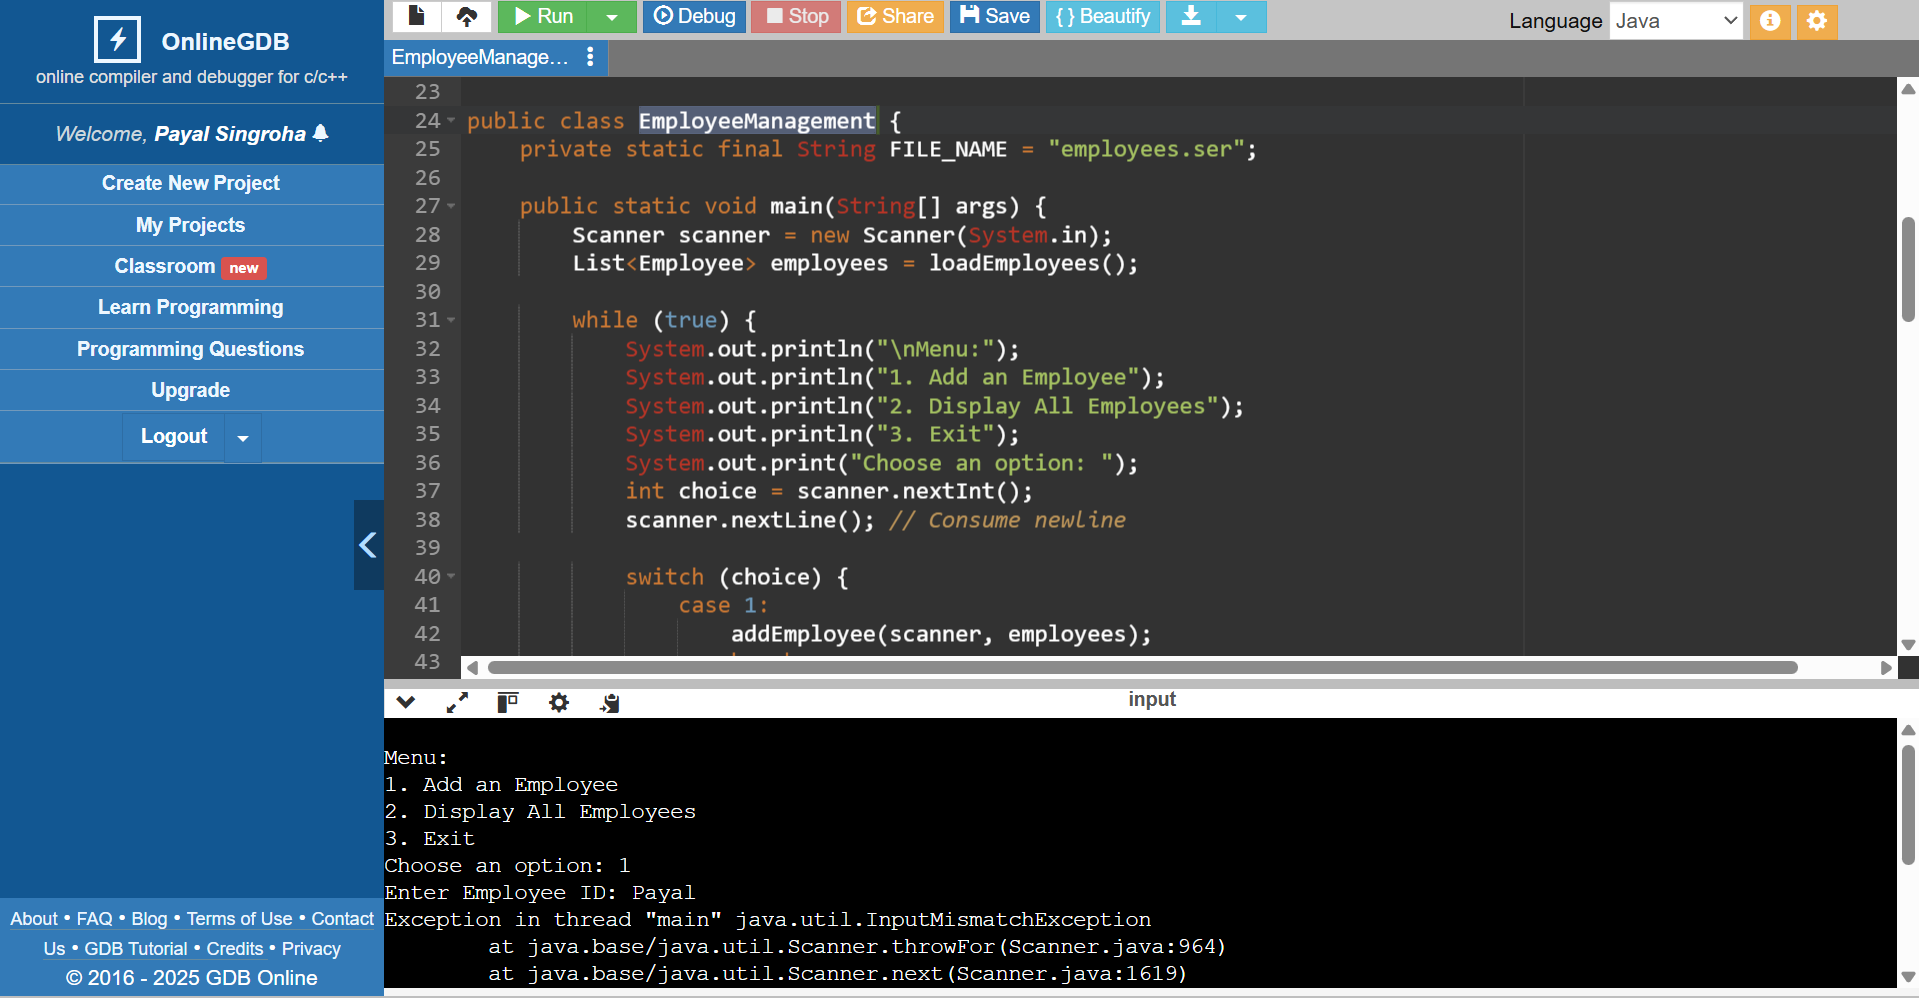 OnlineGDB
online compiler and debugger for c/c++
Welcome, Payal Singroha
Create New Project
My Projects
Classroom new
Learn Programming
Programming Questions
Upgrade
Logout
About • FAQ • Blog • Terms of Use • Contact
Us • GDB Tutorial • Credits • Privacy
© 2016 - 2025 GDB Online
Run Debug Stop Share Save { } Beautify Language Java
EmployeeManage...
23
24 public class EmployeeManagement {
25     private static final String FILE_NAME = "employees.ser";
26
27     public static void main(String[] args) {
28         Scanner scanner = new Scanner(System.in);
29         List<Employee> employees = loadEmployees();
30
31         while (true) {
32             System.out.println("\nMenu:");
33             System.out.println("1. Add an Employee");
34             System.out.println("2. Display All Employees");
35             System.out.println("3. Exit");
36             System.out.print("Choose an option: ");
37             int choice = scanner.nextInt();
38             scanner.nextLine(); // Consume newline
39
40             switch (choice) {
41                 case 1:
42                     addEmployee(scanner, employees);
43
input
Menu:
1. Add an Employee
2. Display All Employees
3. Exit
Choose an option: 1
Enter Employee ID: Payal
Exception in thread "main" java.util.InputMismatchException
        at java.base/java.util.Scanner.throwFor(Scanner.java:964)
        at java.base/java.util.Scanner.next(Scanner.java:1619)